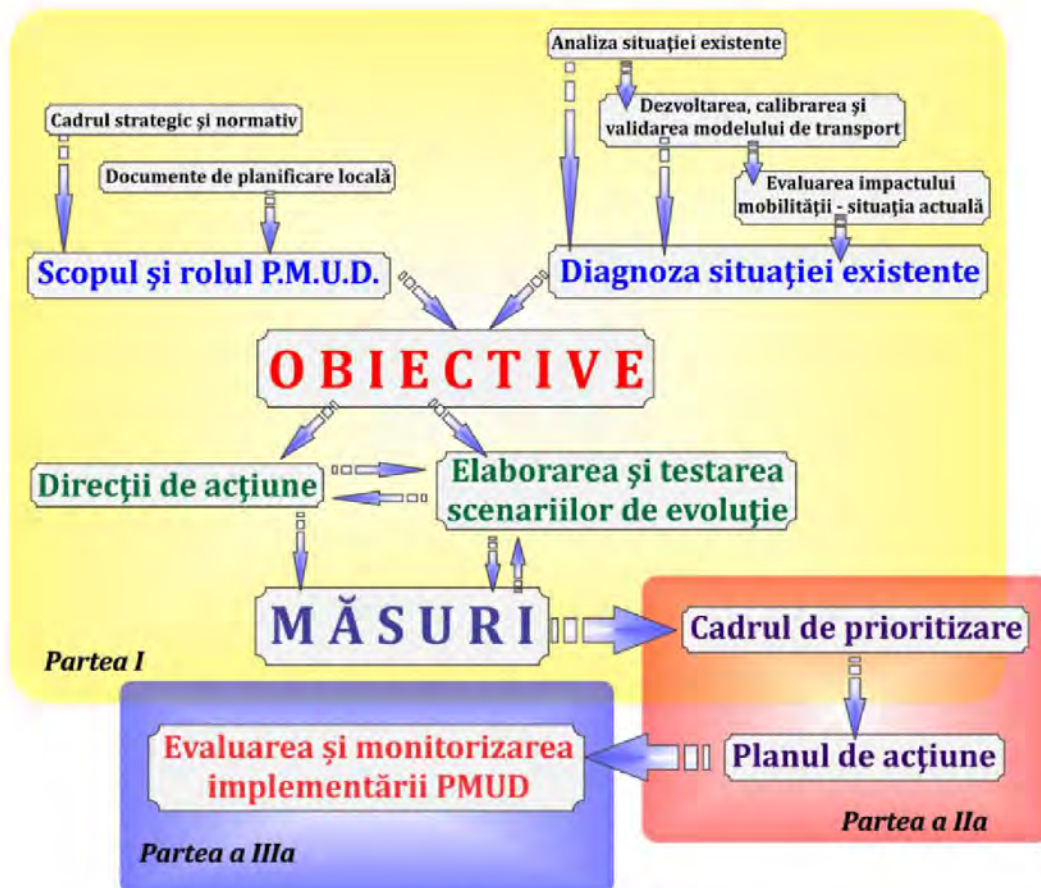 Analiza situației existente
Dezvoltarea, calibrarea și
validarea modelului de transport
Cadrul strategic și normativ
Documente de planificare locală
Evaluarea impactului
mobilității - situația actuală
Scopul și rolul P.M.U.D.
Diagnoza situației existente
O B I E C T I V E
Direcții de acțiune
Elaborarea și testarea
scenariilor de evoluție
M Ă S U R I
Cadrul de prioritizare
Partea I
Evaluarea și monitorizarea
implementării PMUD
Planul de acțiune
Partea a IIa
Partea a IIIa